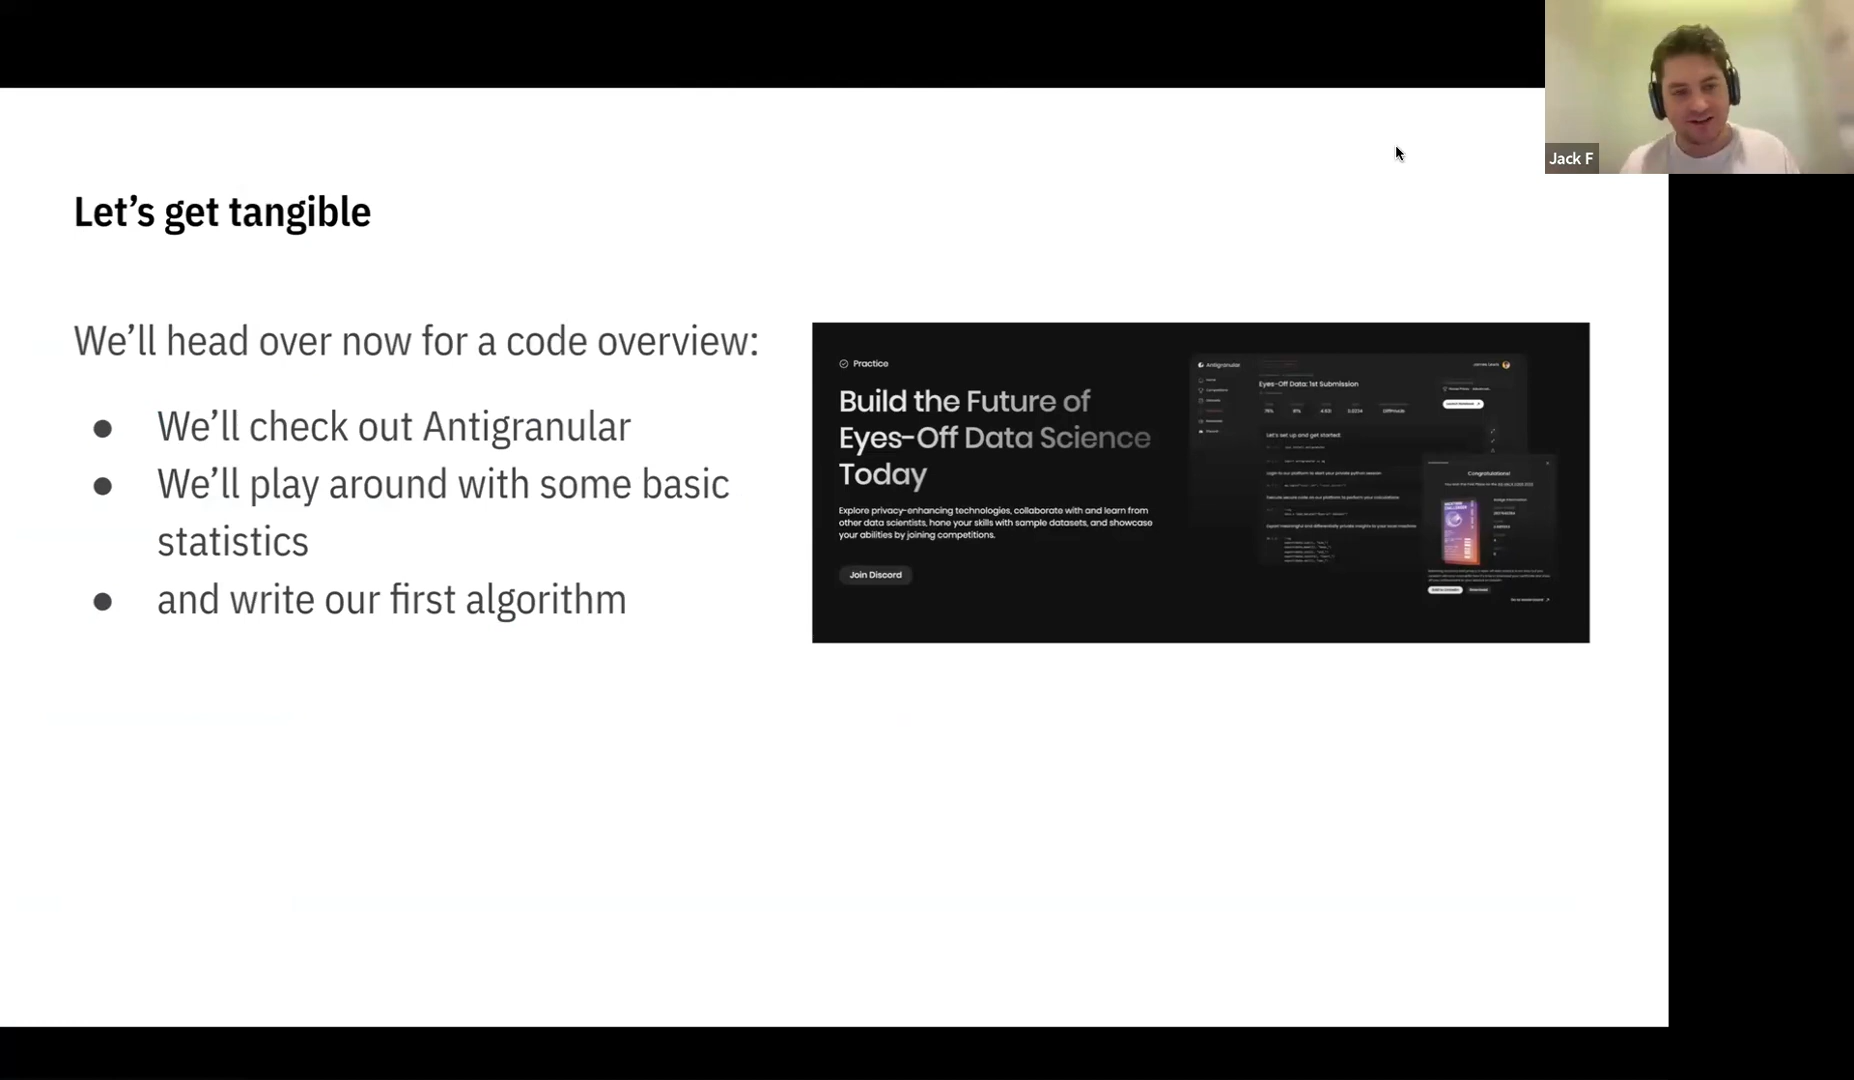 Jack F
Let's get tangible
We'll head over now for a code overview:
● We'll check out Antigranular
● We'll play around with some basic
statistics
● and write our first algorithm
Practice
Build the Future of
Eyes-Off Data Science
Today
Explore privacy-enhancing technologies, collaborate with and learn from
other data scientists, hone your skills with sample datasets, and showcase
your abilities by joining competitions.
Join Discord
Antigranular
Eyes-Off Data: 1st Submission
Let's set up and get started:
Congratulations!